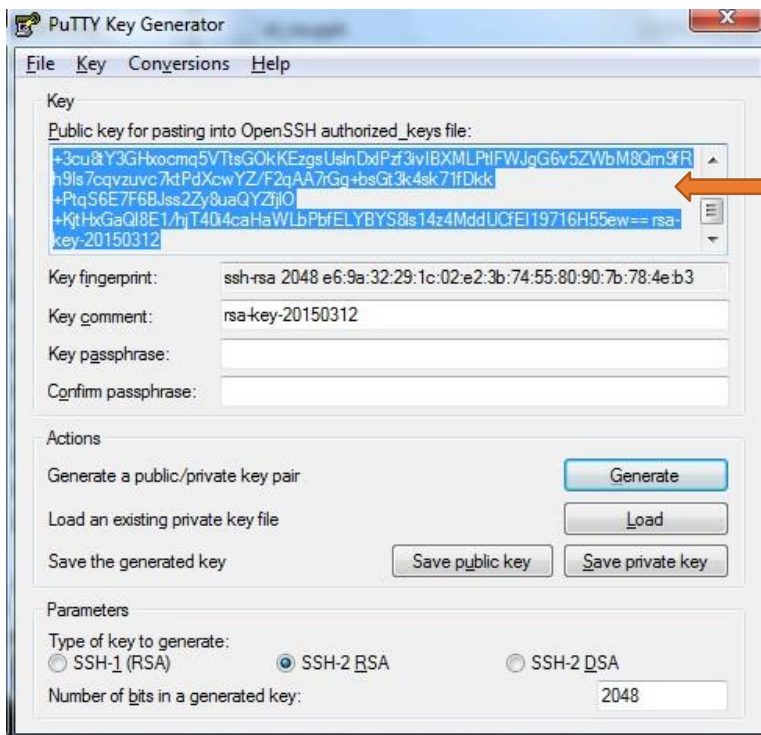 PuTTY Key Generator
File Key Conversions Help
Key
Public key for pasting into OpenSSH authorized_keys file:
+3cu8tY3GHxocmq5VTtsGOkKEzgsUslnDxlPzf3ivIBXMLPtlFWJgG6v5ZWbM8Qm9fR
h9ls7cqvzuvc7ktPdXcwYZ/F2qAA7rGg+bsGt3k4sk71fDkk
+PtqS6E7F6BJss2Zy8uaQYZfjlO
+KjtHxGaQl8E1/hjT40i4caHaWLbPbfELYBYS8ls14z4MddUCfEI19716H55ew== rsa-
key-20150312
Key fingerprint: ssh-rsa 2048 e6:9a:32:29:1c:02:e2:3b:74:55:80:90:7b:78:4e:b3
Key comment: rsa-key-20150312
Key passphrase:
Confirm passphrase:
Actions
Generate a public/private key pair Generate
Load an existing private key file Load
Save the generated key Save public key Save private key
Parameters
Type of key to generate:
SSH-1 (RSA) SSH-2 RSA SSH-2 DSA
Number of bits in a generated key: 2048